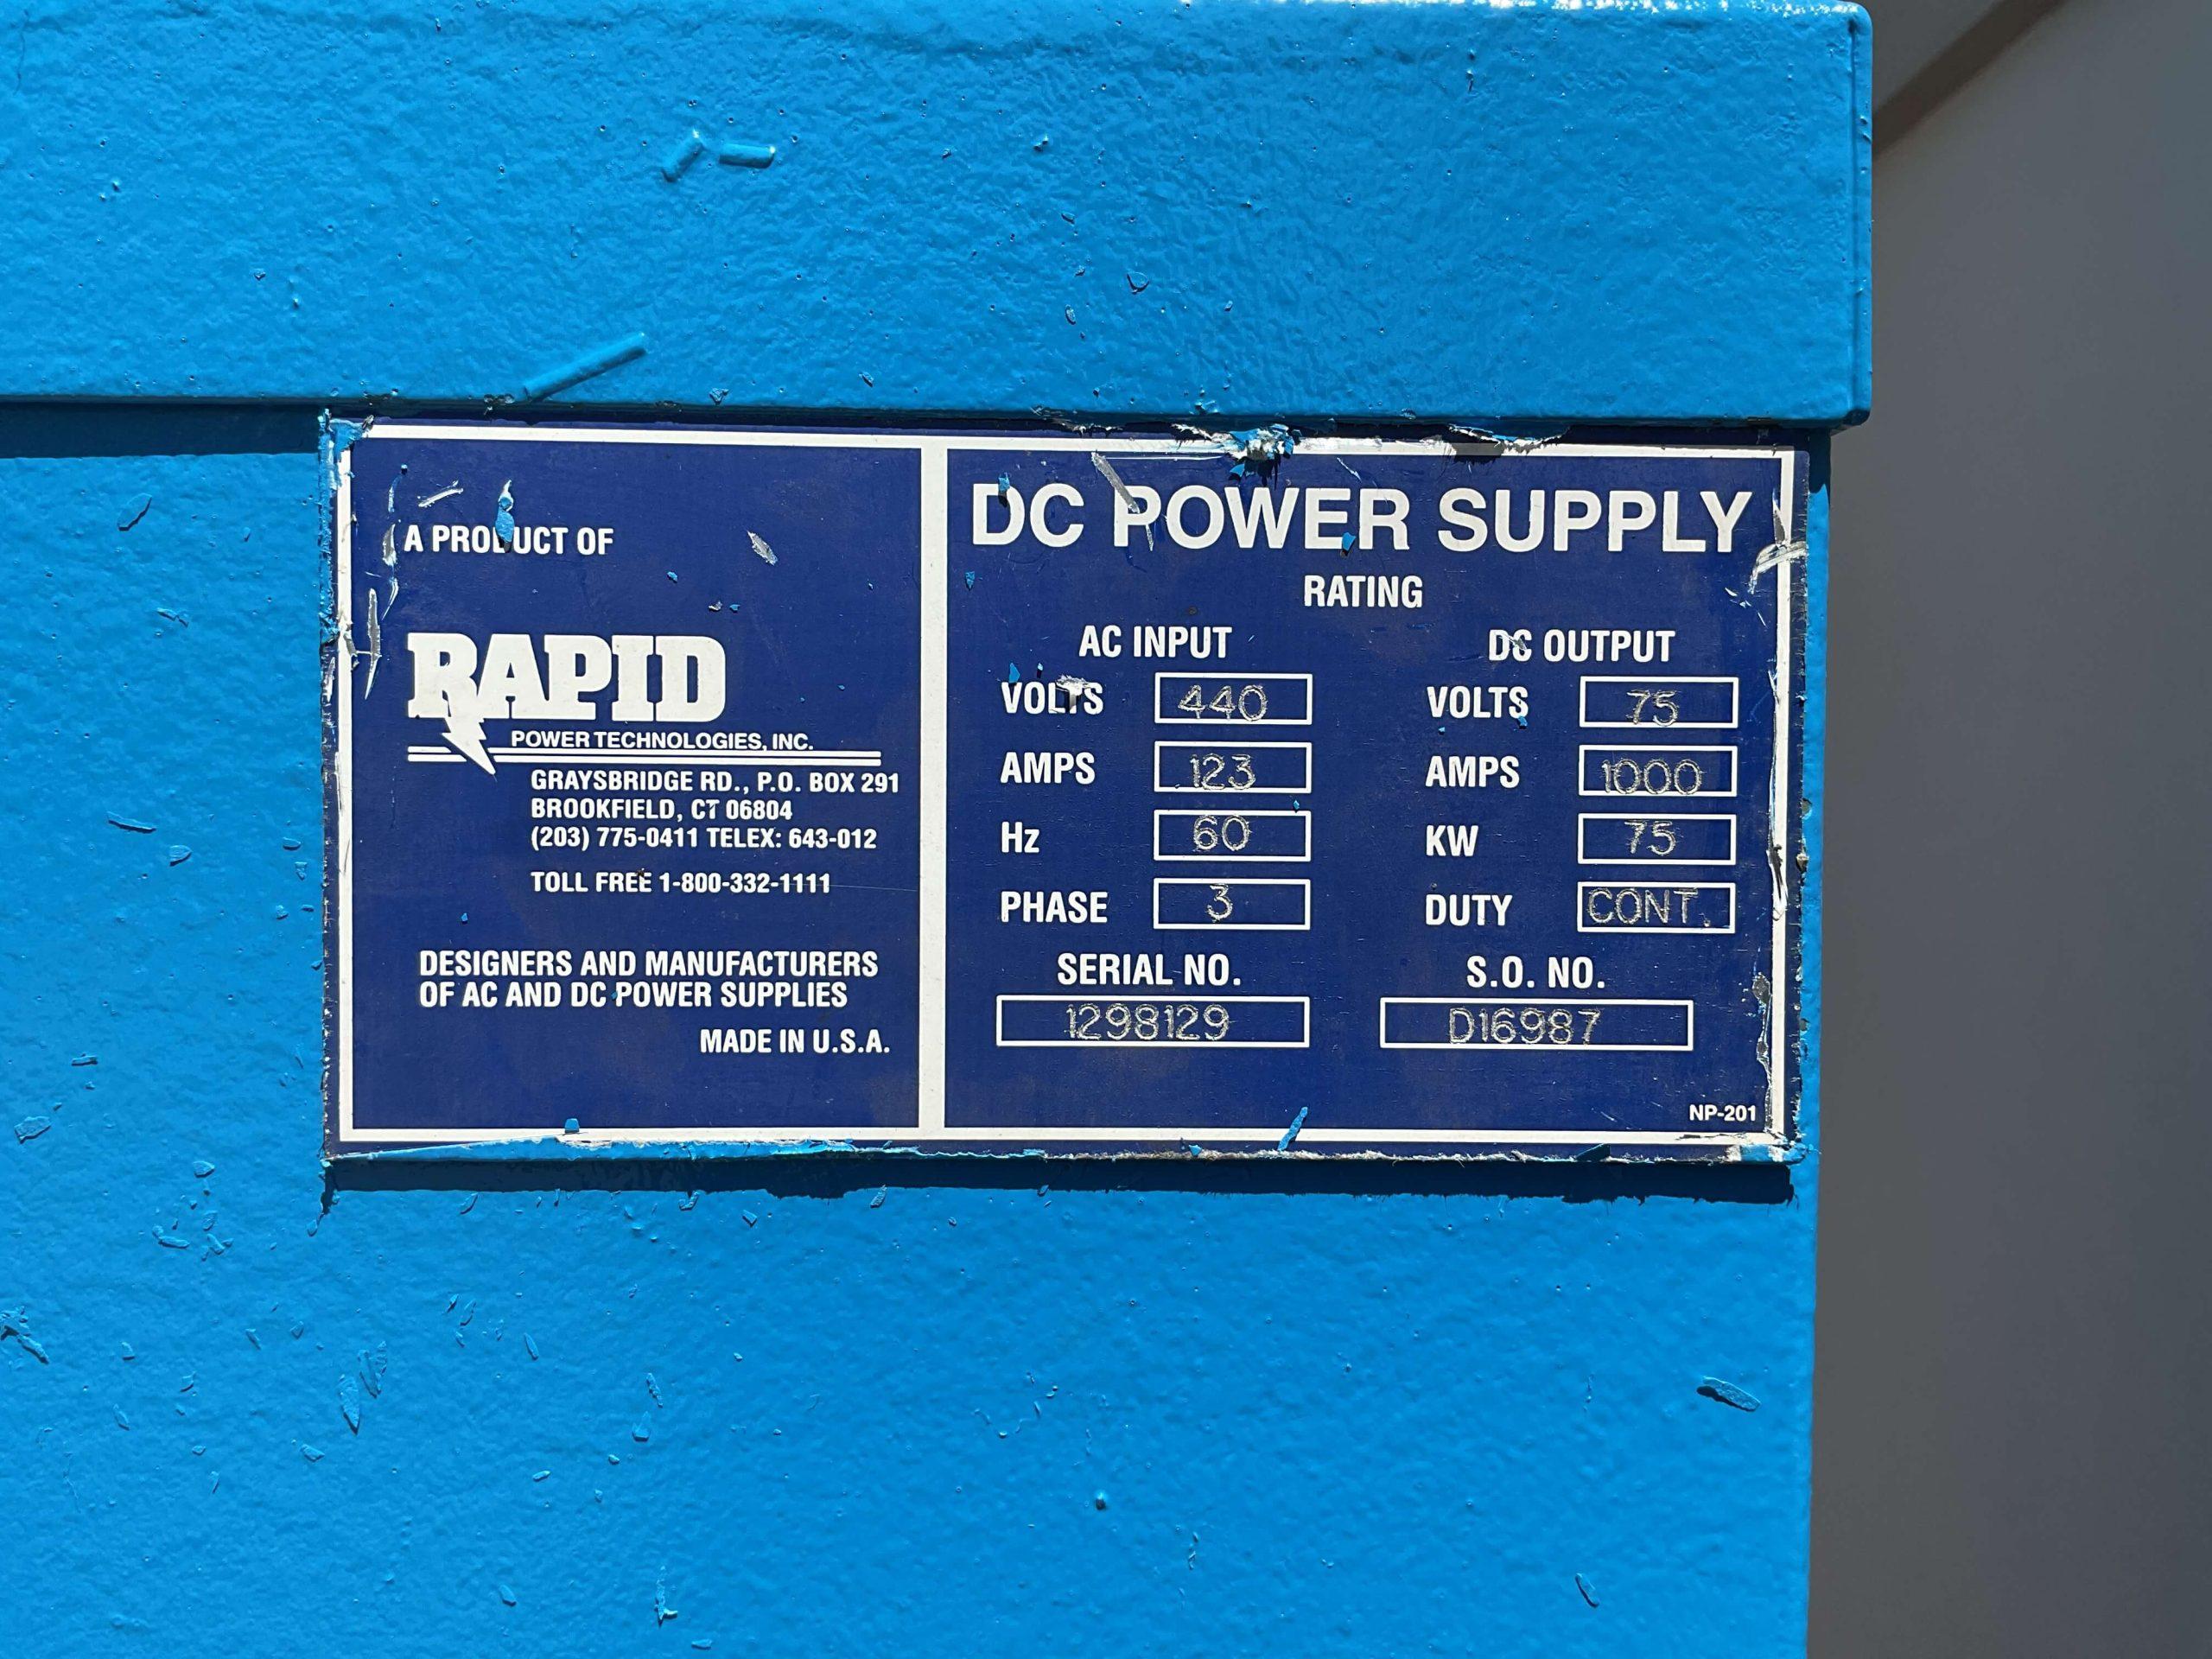 A PRODUCT OF
RAPID
POWER TECHNOLOGIES, INC.
GRAYSBRIDGE RD., P.O. BOX 291
BROOKFIELD, CT 06804
(203) 775-0411 TELEX: 643-012
TOLL FREE 1-800-332-1111
DESIGNERS AND MANUFACTURERS
OF AC AND DC POWER SUPPLIES
MADE IN U.S.A.
DC POWER SUPPLY
RATING
AC INPUT DC OUTPUT
VOLTS 440 VOLTS 75
AMPS 123 AMPS 1000
Hz 60 KW 75
PHASE 3 DUTY CONT.
SERIAL NO. S.O. NO.
1298129 D16987
NP-201